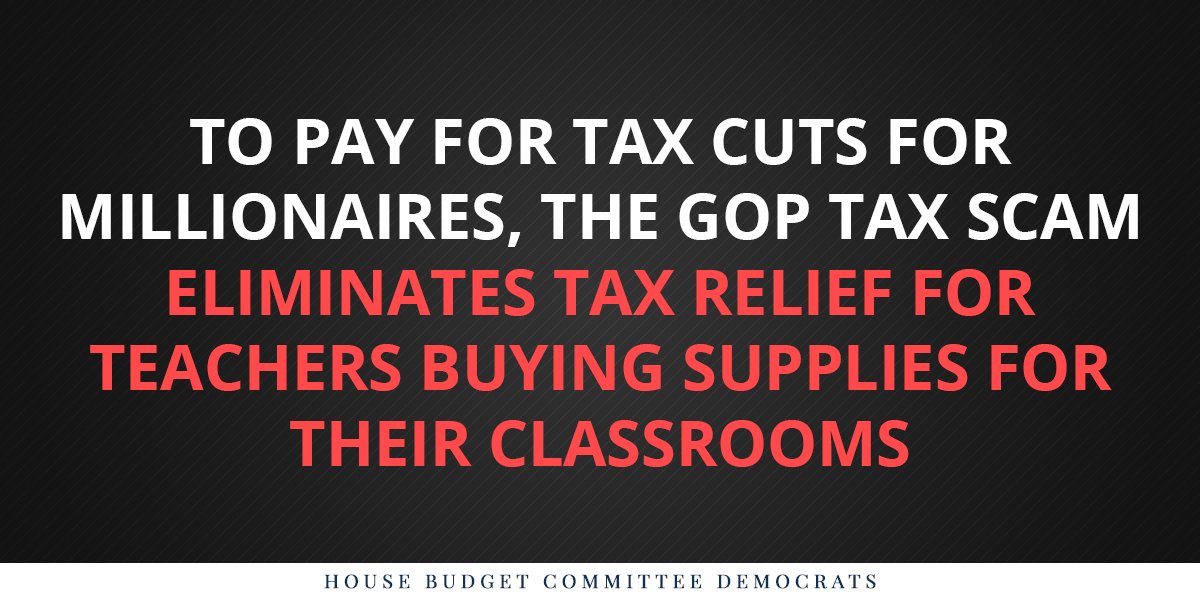 TO PAY FOR TAX CUTS FOR
MILLIONAIRES, THE GOP TAX SCAM
ELIMINATES TAX RELIEF FOR
TEACHERS BUYING SUPPLIES FOR
THEIR CLASSROOMS
HOUSE BUDGET COMMITTEE DEMOCRATS